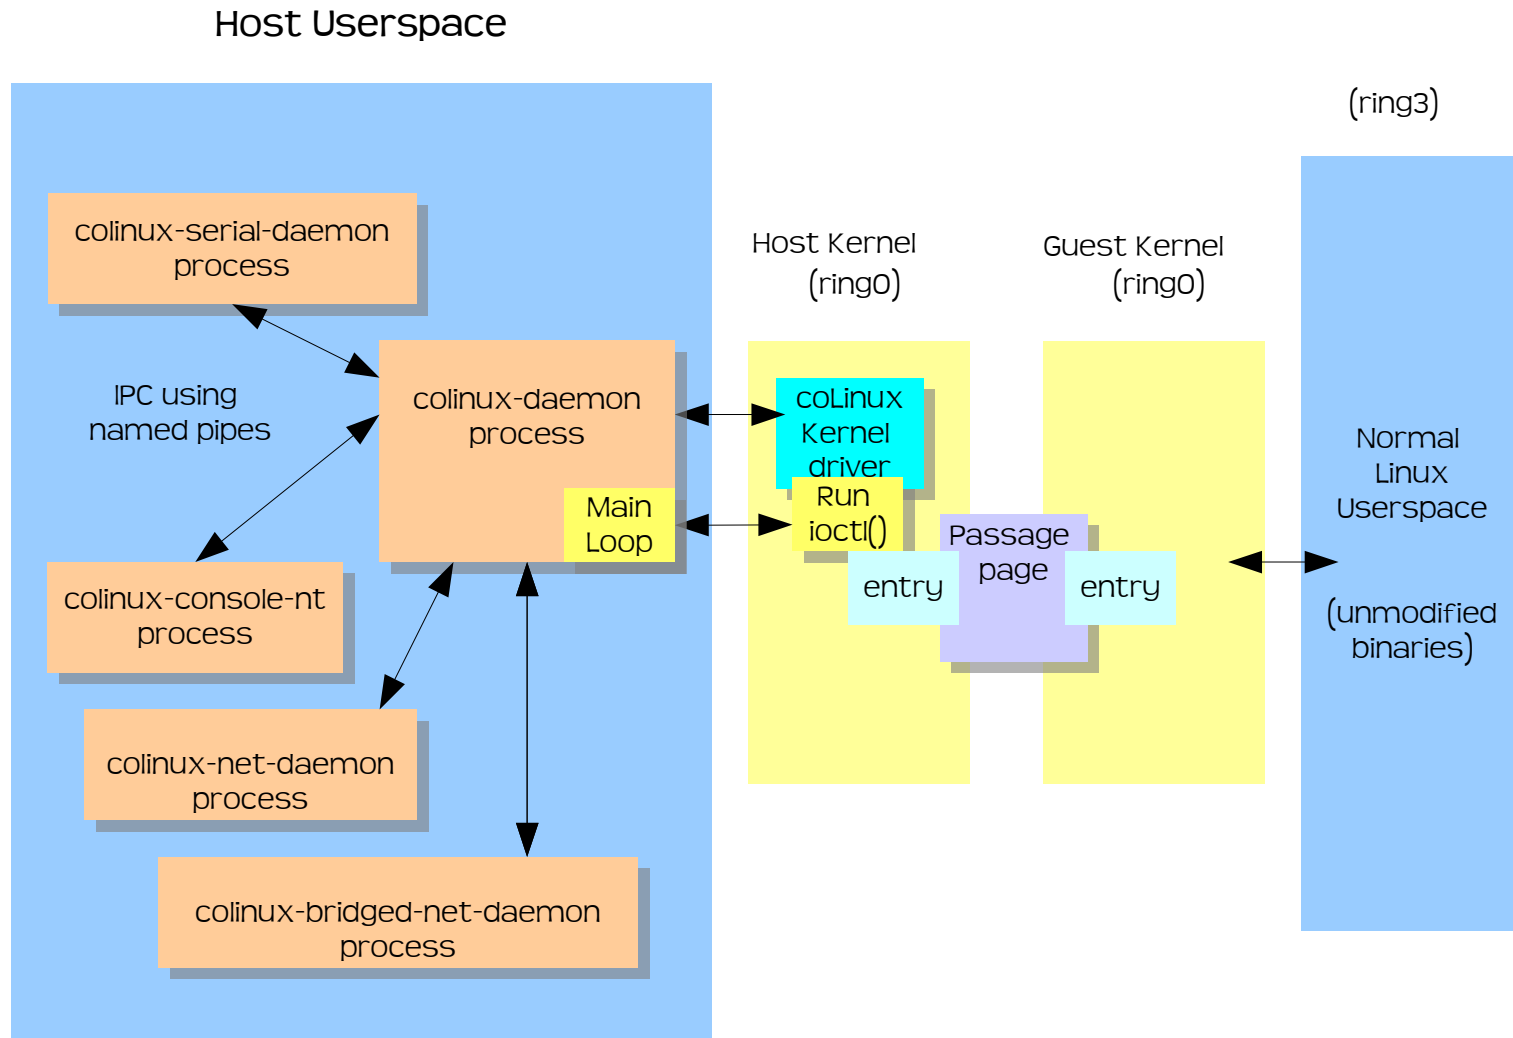 Host Userspace
colinux-serial-daemon
process
IPC using
named pipes
colinux-daemon
process
Main
Loop
colinux-console-nt
process
colinux-net-daemon
process
colinux-bridged-net-daemon
process
Host Kernel
(ring0)
coLinux
Kernel
driver
Run
ioctl()
entry
Passage
page
entry
Guest Kernel
(ring0)
(ring3)
Normal
Linux
Userspace
(unmodified
binaries)